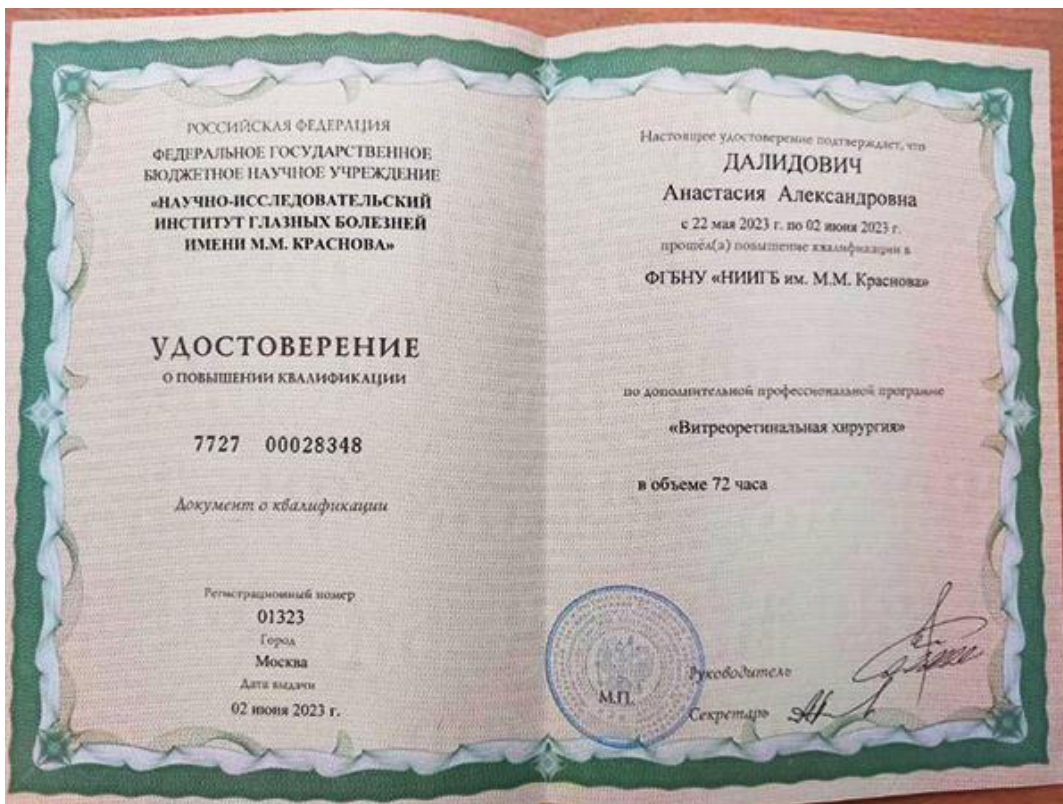 РОССИЙСКАЯ ФЕДЕРАЦИЯ
ФЕДЕРАЛЬНОЕ ГОСУДАРСТВЕННОЕ
БЮДЖЕТНОЕ НАУЧНОЕ УЧРЕЖДЕНИЕ
«НАУЧНО-ИССЛЕДОВАТЕЛЬСКИЙ
ИНСТИТУТ ГЛАЗНЫХ БОЛЕЗНЕЙ
ИМЕНИ М.М. КРАСНОВА»
УДОСТОВЕРЕНИЕ
О ПОВЫШЕНИИ КВАЛИФИКАЦИИ
7727 00028348
Документ о квалификации
Регистрационный номер
01323
Город
Москва
Дата выдачи
02 июня 2023 г.
Настоящее удостоверение подтверждает, что
ДАЛИДОВИЧ
Анастасия Александровна
с 22 мая 2023 г. по 02 июня 2023 г.
прошёл(а) повышение квалификации в
ФГБНУ «НИИГБ им. М.М. Краснова»
по дополнительной профессиональной программе
«Витреоретинальная хирургия»
в объеме 72 часа
Руководитель
М.П.
Секретарь